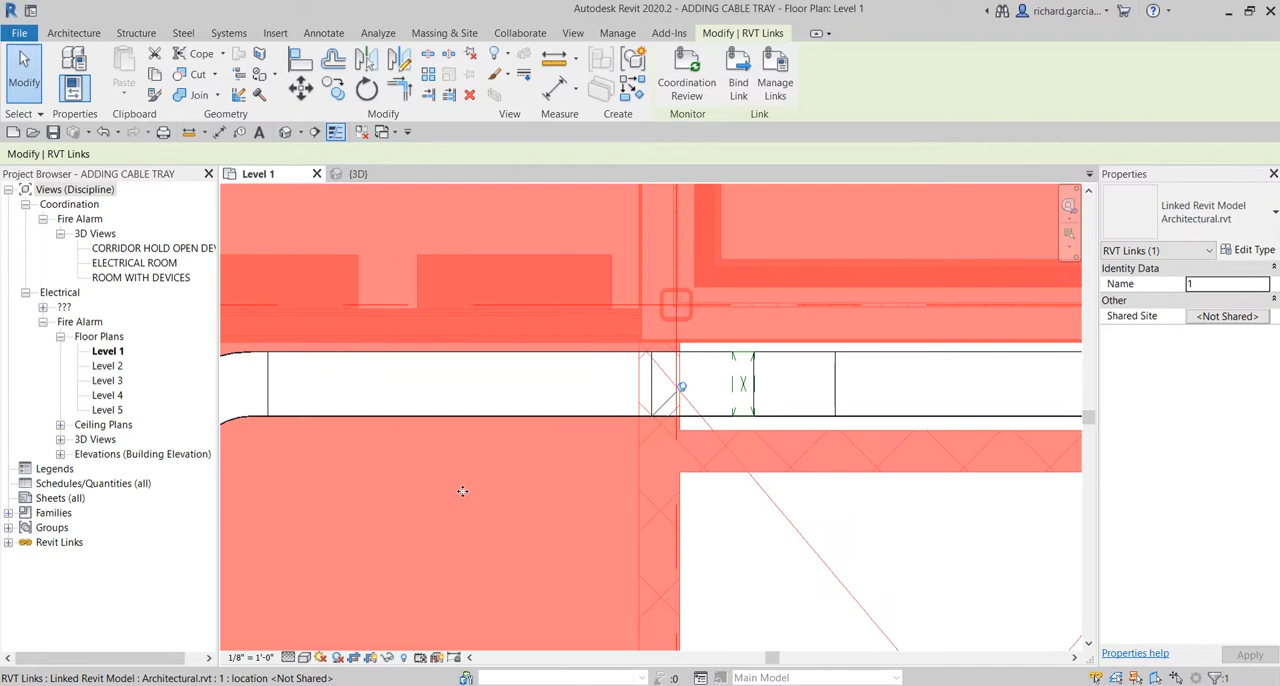 Autodesk Revit 2020.2 - ADDING CABLE TRAY - Floor Plan: Level 1
richard.garcia...
File Architecture Structure Steel Systems Insert Annotate Analyze Massing & Site Collaborate View Manage Add-Ins Modify | RVT Links
Modify
Paste
Cope
Cut
Join
Coordination Review
Bind Link
Manage Links
Select Properties Clipboard Geometry Modify View Measure Create Monitor Link
Modify | RVT Links
Project Browser - ADDING CABLE TRAY
Level 1
{3D}
Properties
Views (Discipline)
Coordination
Fire Alarm
3D Views
CORRIDOR HOLD OPEN DEV
ELECTRICAL ROOM
ROOM WITH DEVICES
Electrical
???
Fire Alarm
Floor Plans
Level 1
Level 2
Level 3
Level 4
Level 5
Ceiling Plans
3D Views
Elevations (Building Elevation)
Legends
Schedules/Quantities (all)
Sheets (all)
Families
Groups
Revit Links
X
Linked Revit Model
Architectural.rvt
RVT Links (1)
Edit Type
Identity Data
Name 1
Other
Shared Site <Not Shared>
Properties help
Apply
1/8" = 1'-0"
RVT Links : Linked Revit Model : Architectural.rvt : 1 : location <Not Shared>
:0
Main Model
:1